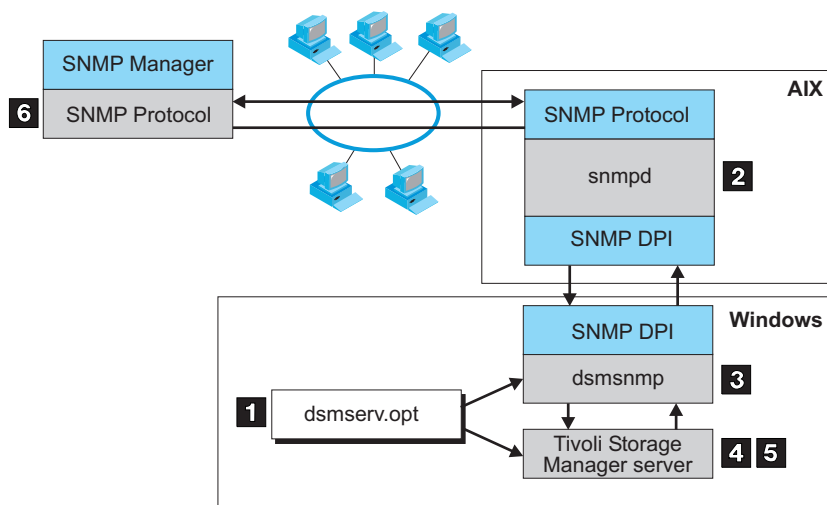 SNMP Manager
SNMP Protocol
6
AIX
SNMP Protocol
snmpd
2
SNMP DPI
Windows
SNMP DPI
dsmsnmp
3
1
dsmserv.opt
Tivoli Storage
Manager server
4 5